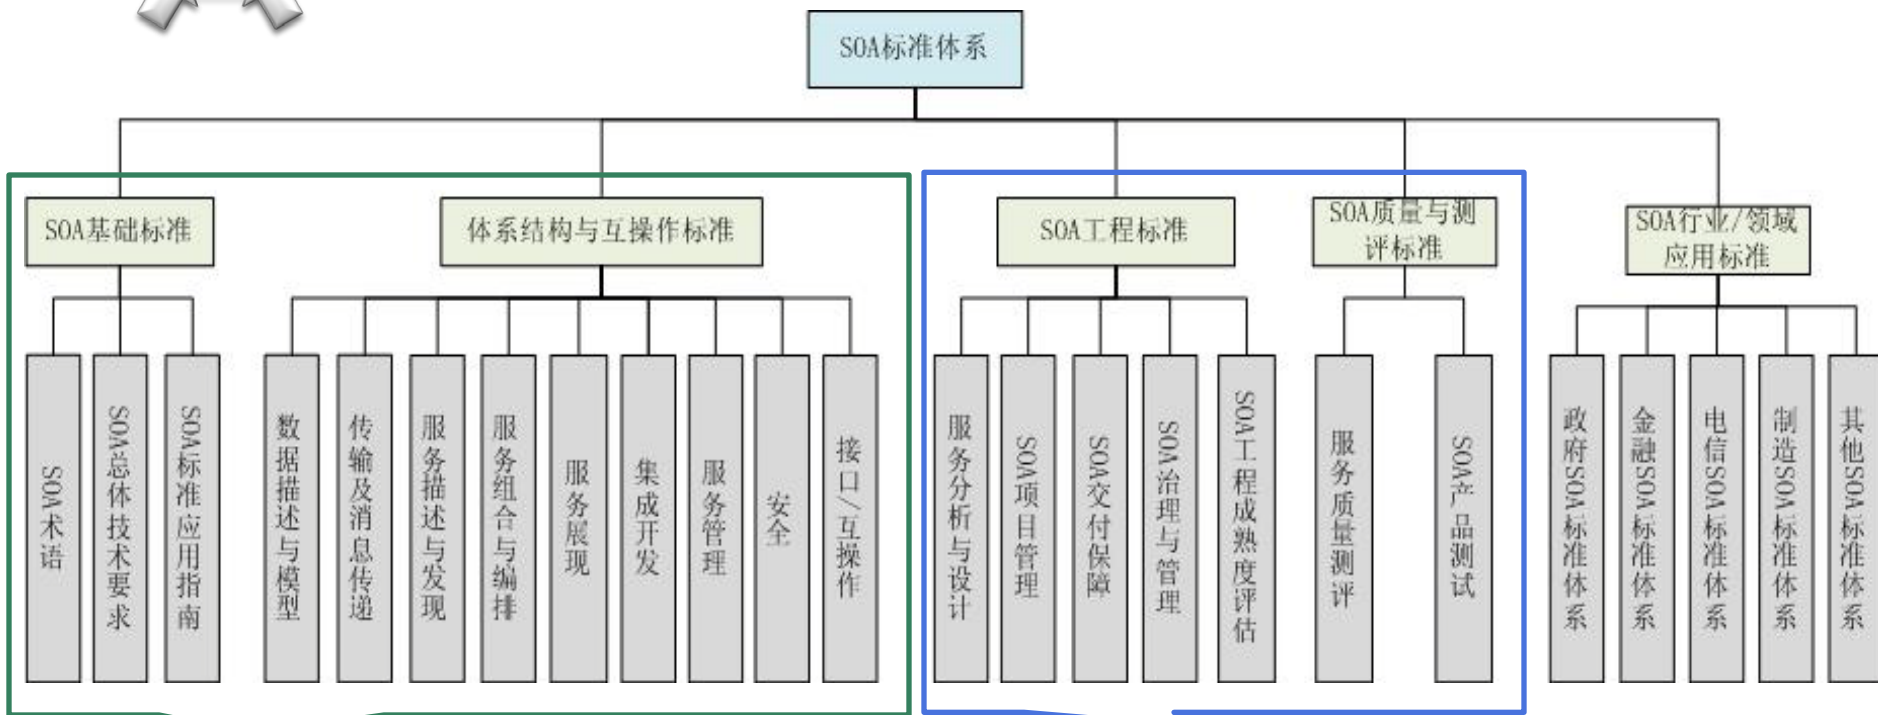 SOA标准体系
SOA基础标准
体系结构与互操作标准
SOA工程标准
SOA质量与测
评标准
SOA行业/领域
应用标准
SOA术语
SOA总体技术要求
SOA标准应用指南
数据描述与模型
传输及消息传递
服务描述与发现
服务组合与编排
服务展现
集成开发
服务管理
安全
接口/互操作
服务分析与设计
SOA项目管理
SOA交付保障
SOA治理与管理
SOA工程成熟度评估
服务质量测评
SOA产品测试
政府SOA标准体系
金融SOA标准体系
电信SOA标准体系
制造SOA标准体系
其他SOA标准体系